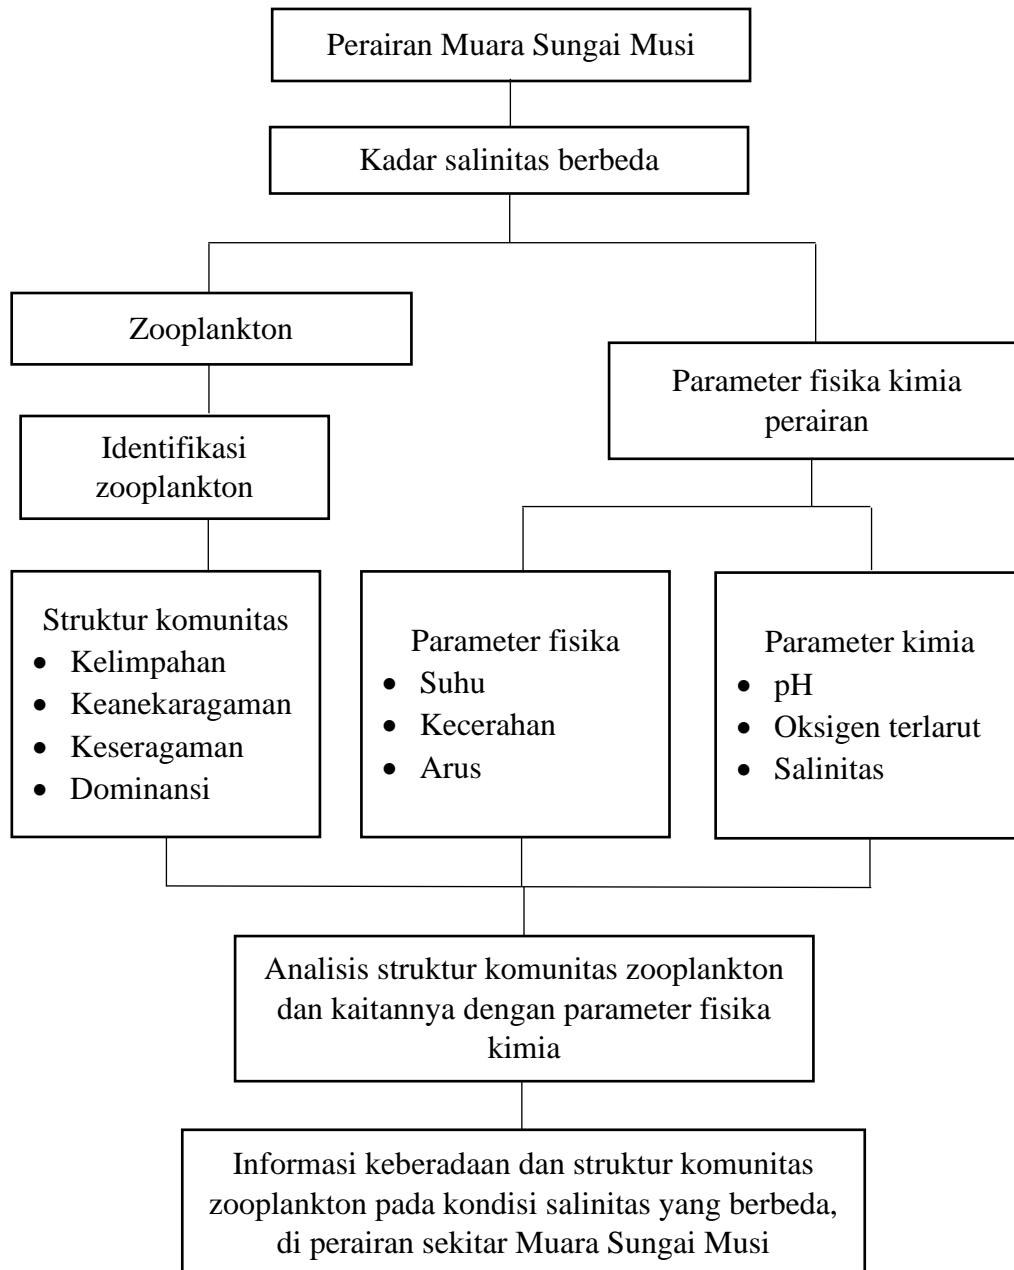 Perairan Muara Sungai Musi
Kadar salinitas berbeda
Zooplankton
Parameter fisika kimia
perairan
Identifikasi
zooplankton
Struktur komunitas
• Kelimpahan
• Keanekaragaman
• Keseragaman
• Dominansi
Parameter fisika
• Suhu
• Kecerahan
• Arus
Parameter kimia
• pH
• Oksigen terlarut
• Salinitas
Analisis struktur komunitas zooplankton
dan kaitannya dengan parameter fisika
kimia
Informasi keberadaan dan struktur komunitas
zooplankton pada kondisi salinitas yang berbeda,
di perairan sekitar Muara Sungai Musi